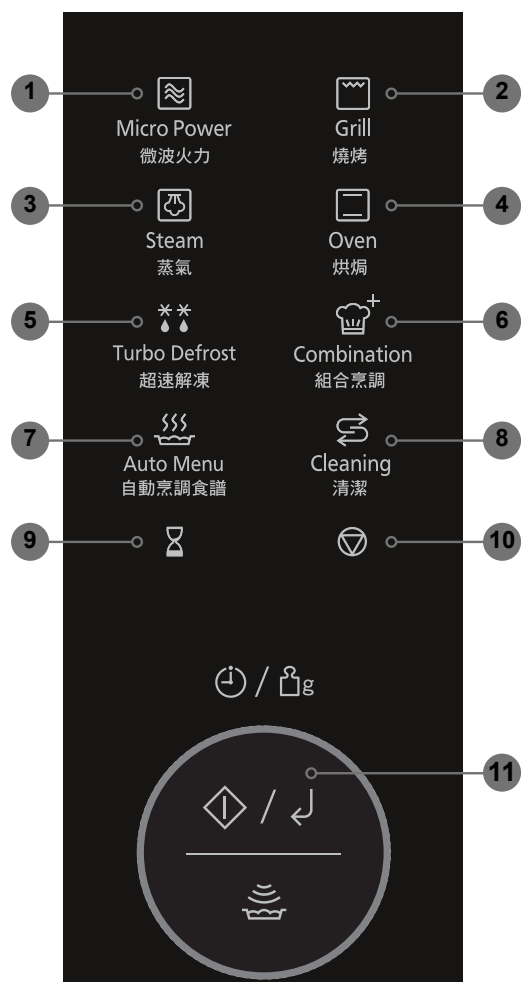 1
2
Micro Power
微波火力
Grill
燒烤
3
4
Steam
蒸氣
Oven
烘焗
5
6
Turbo Defrost
超速解凍
Combination
組合烹調
7
8
Auto Menu
自動烹調食譜
Cleaning
清潔
9
10
/ g
11
/